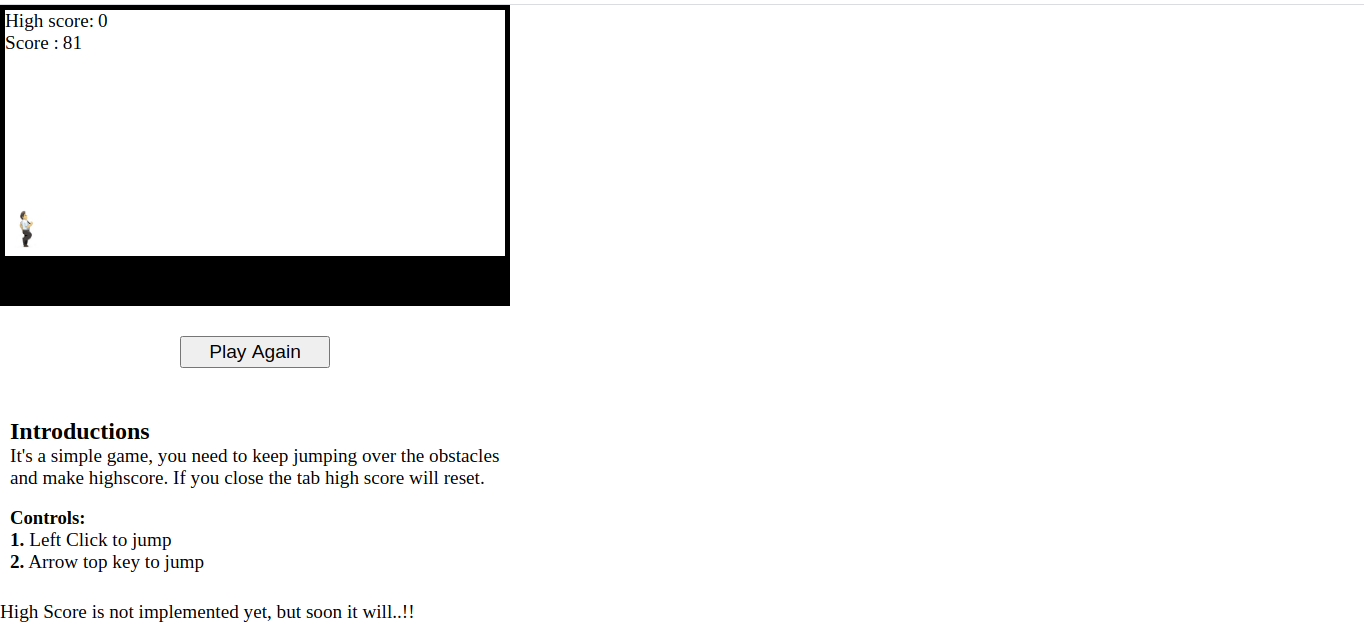 High score: 0
Score : 81
Play Again
Introductions
It's a simple game, you need to keep jumping over the obstacles
and make highscore. If you close the tab high score will reset.
Controls:
1. Left Click to jump
2. Arrow top key to jump
High Score is not implemented yet, but soon it will..!!